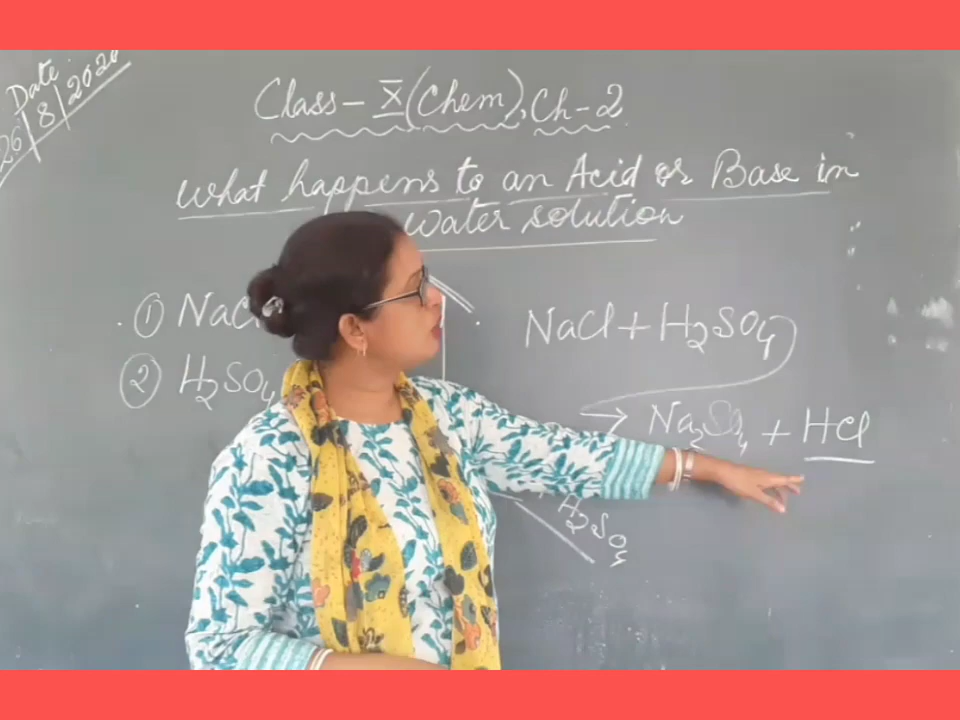 Date:
26/8/2020
Class - X (Chem), Ch-2
What happens to an Acid or Base in
water solution
① NaCl
② H₂SO₄
NaCl + H₂SO₄
→ Na₂SO₄ + HCl
H₂SO₄